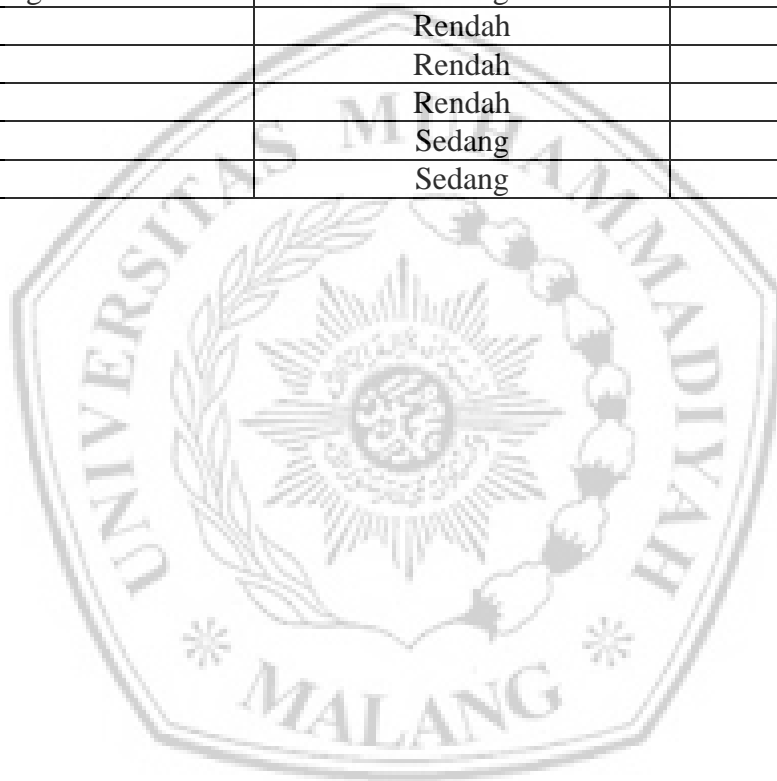 Rendah
Rendah
Rendah
Sedang
Sedang
UNIVERSITAS MUHAMMADIYAH
MALANG